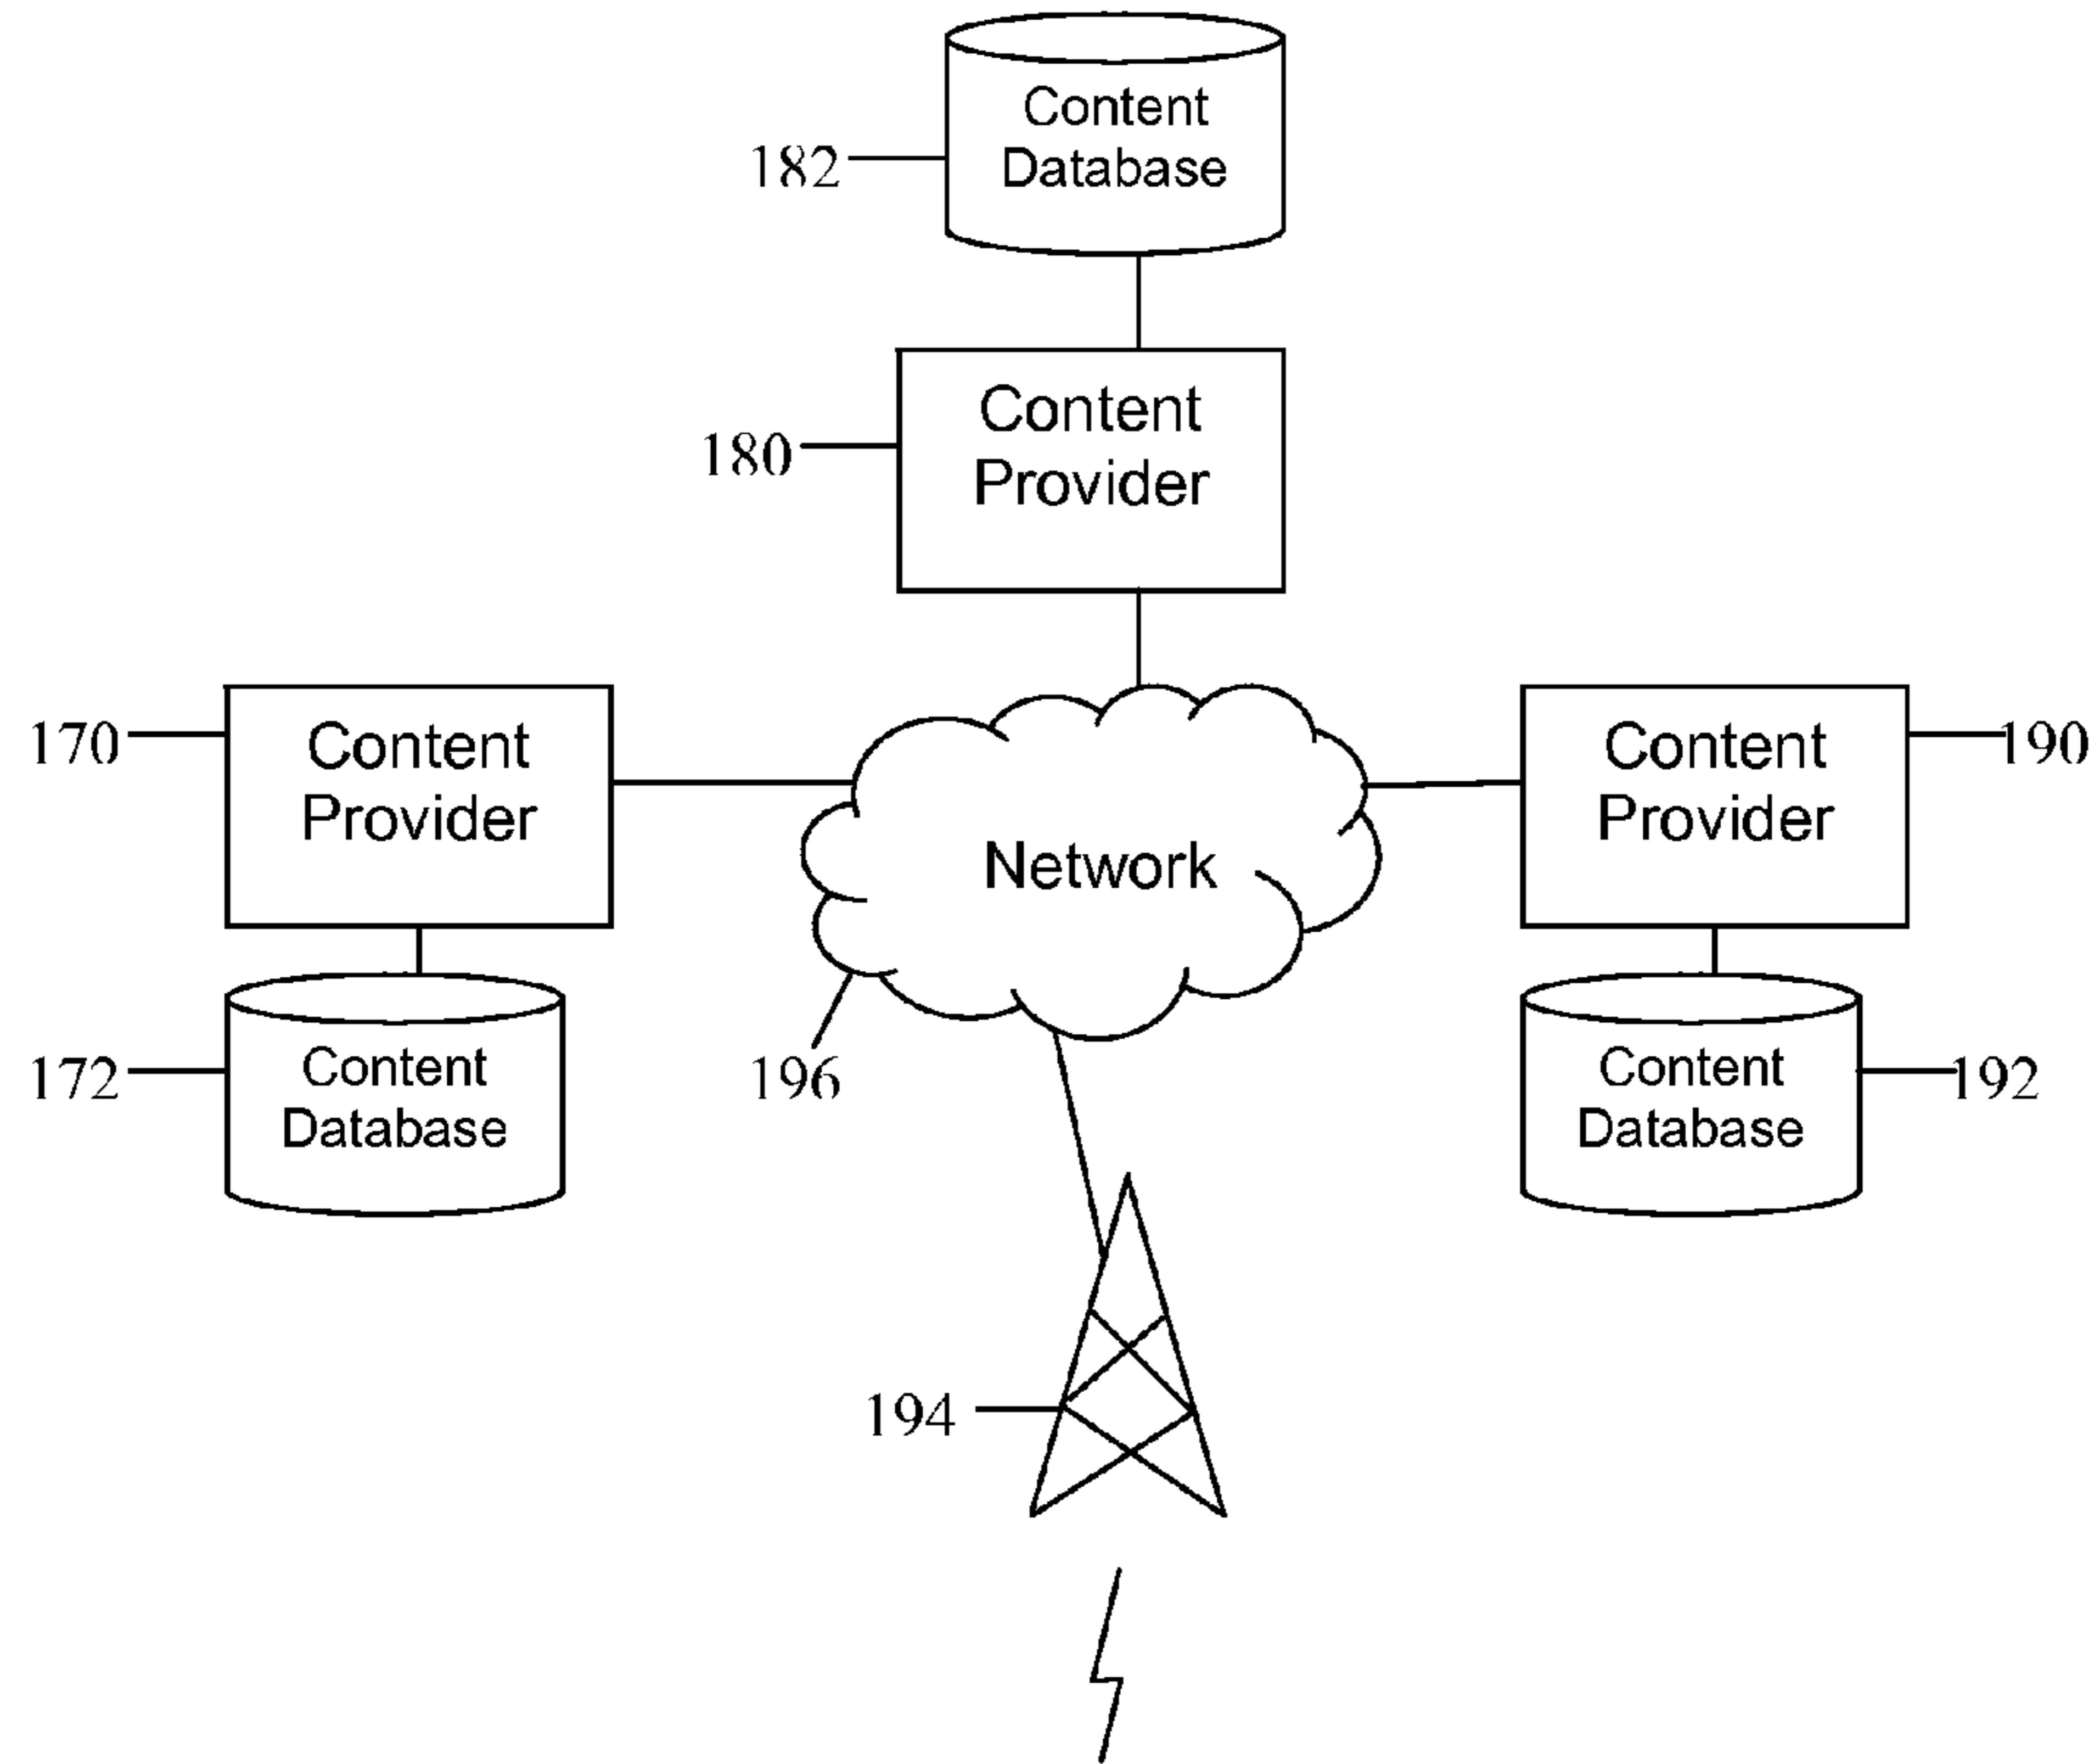 Content
Database
182
Content
Provider
180
170
Content
Provider
Network
Content
Provider
190
172
Content
Database
196
Content
Database
192
194